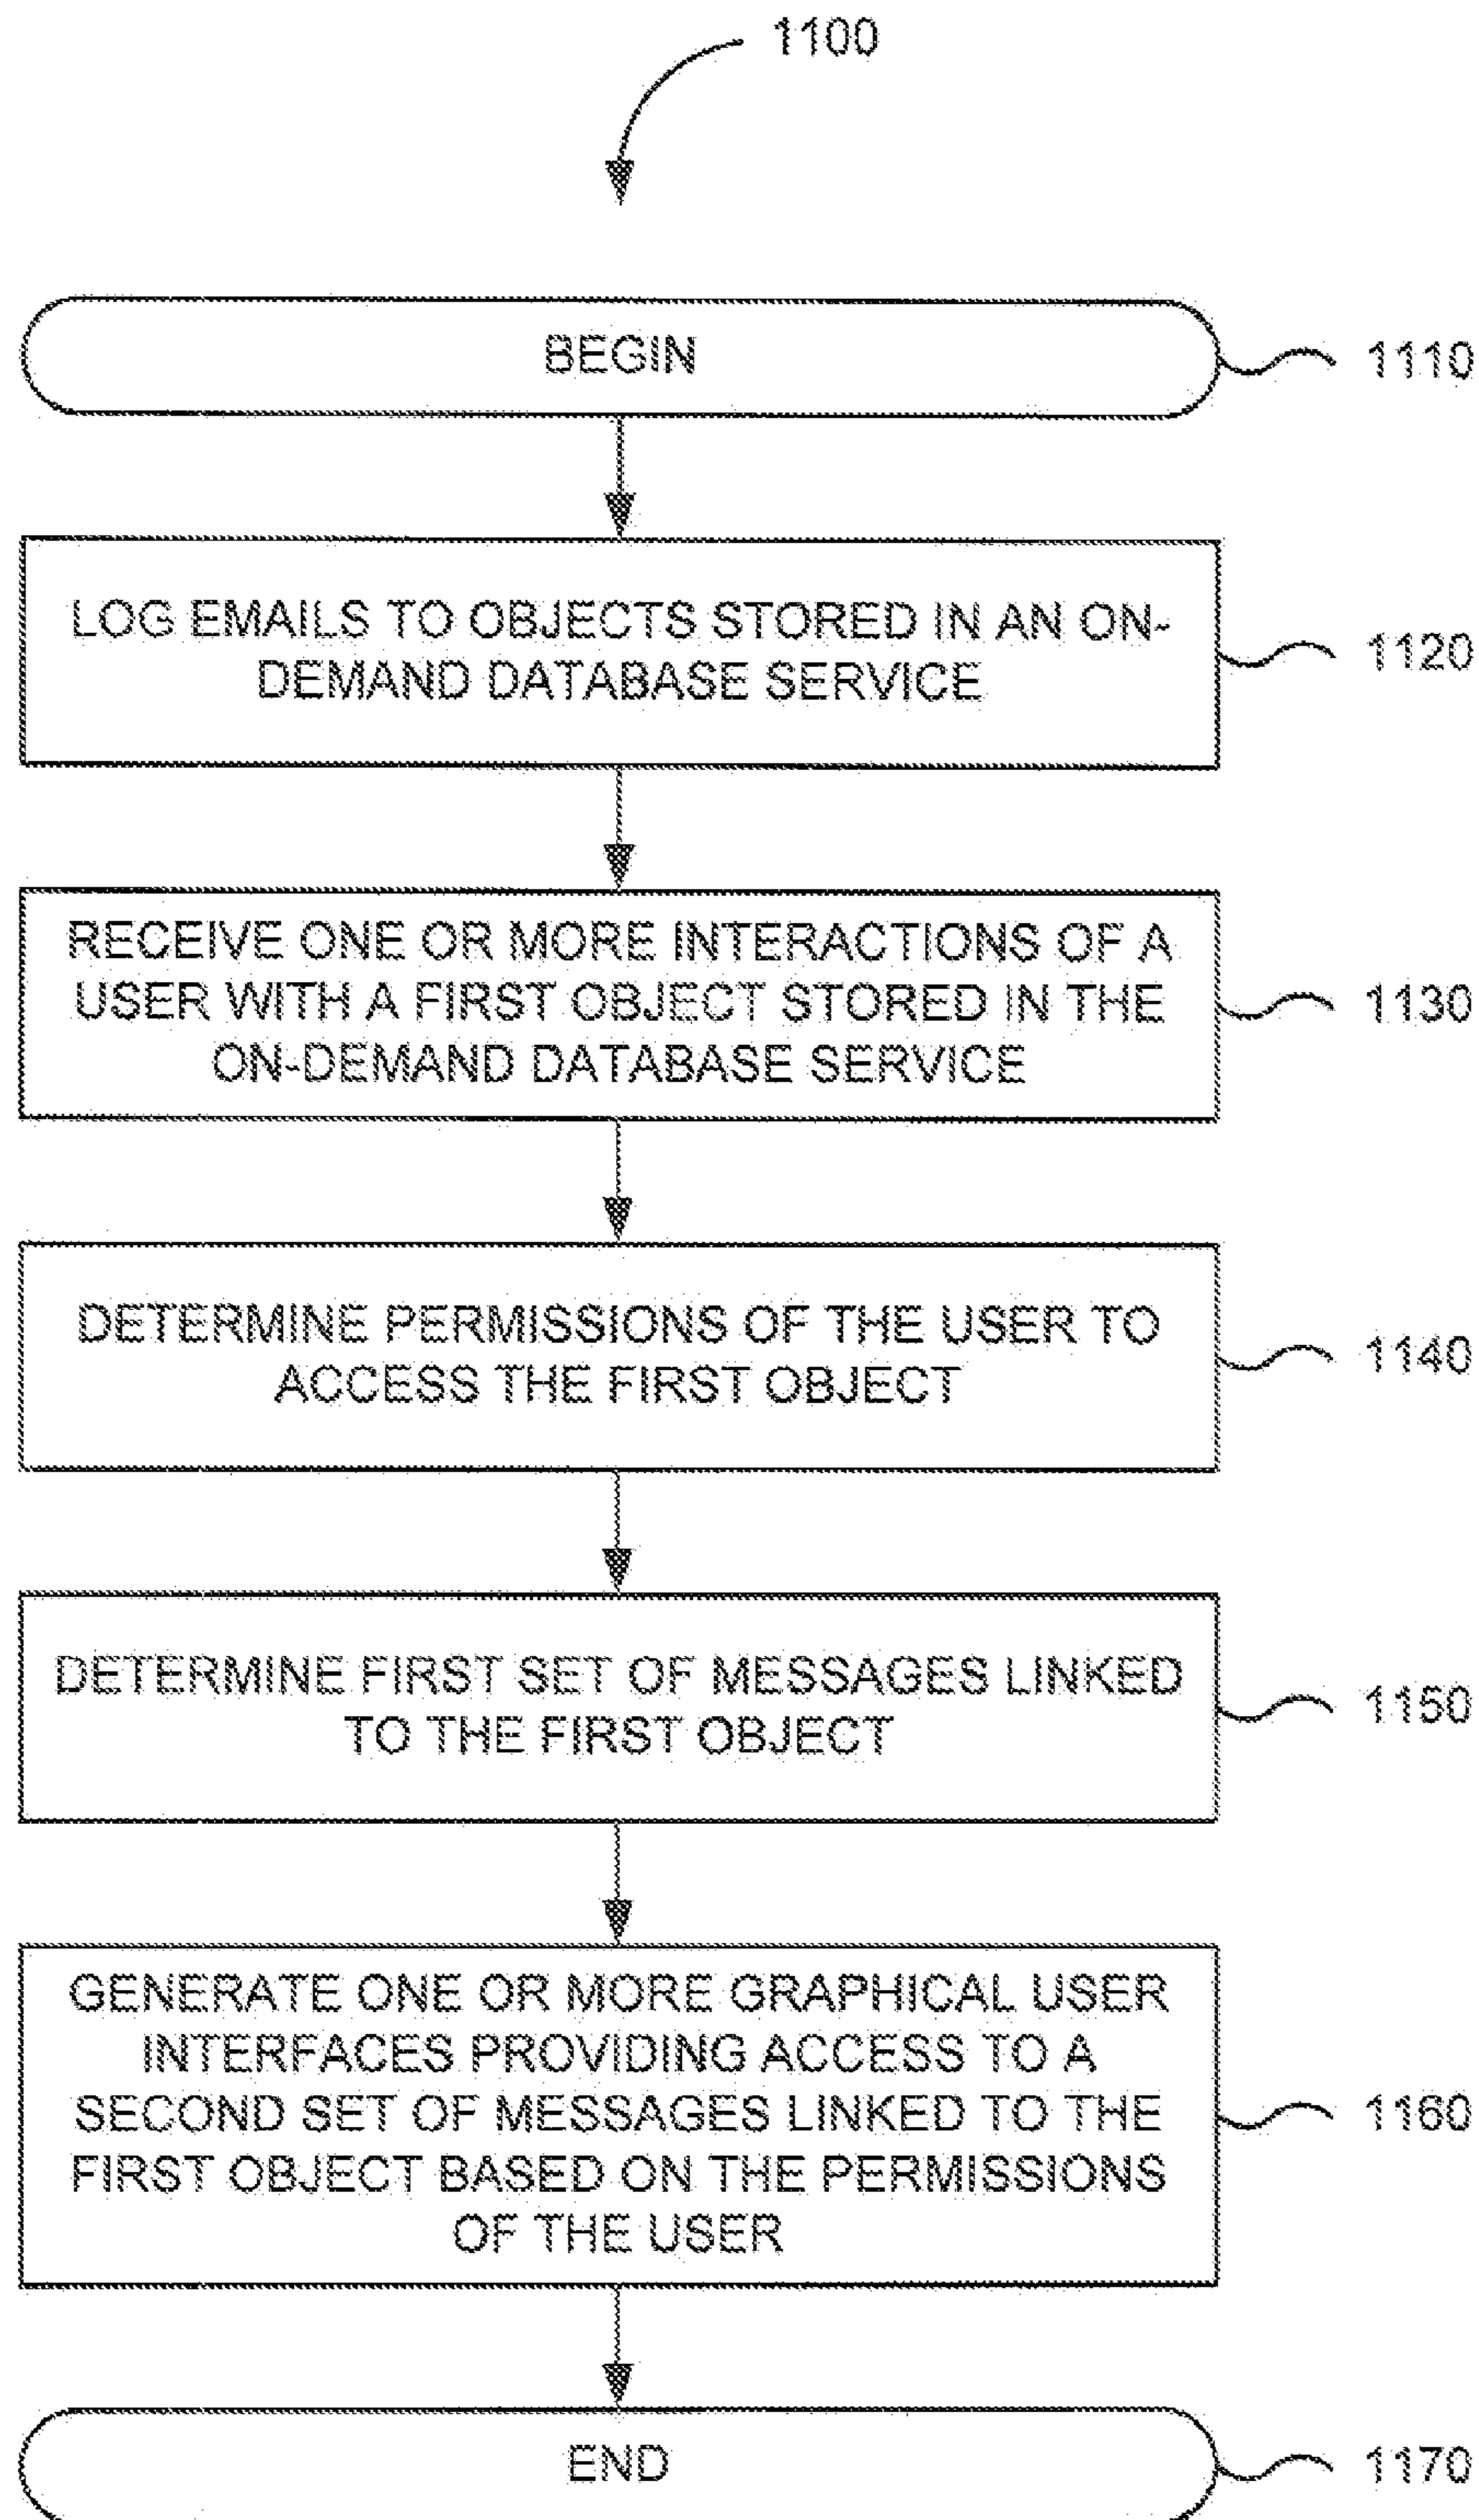 1100
BEGIN
1110
LOG EMAILS TO OBJECTS STORED IN AN ON-
DEMAND DATABASE SERVICE
1120
RECEIVE ONE OR MORE INTERACTIONS OF A
USER WITH A FIRST OBJECT STORED IN THE
ON-DEMAND DATABASE SERVICE
1130
DETERMINE PERMISSIONS OF THE USER TO
ACCESS THE FIRST OBJECT
1140
DETERMINE FIRST SET OF MESSAGES LINKED
TO THE FIRST OBJECT
1150
GENERATE ONE OR MORE GRAPHICAL USER
INTERFACES PROVIDING ACCESS TO A
SECOND SET OF MESSAGES LINKED TO THE
FIRST OBJECT BASED ON THE PERMISSIONS
OF THE USER
1160
END
1170